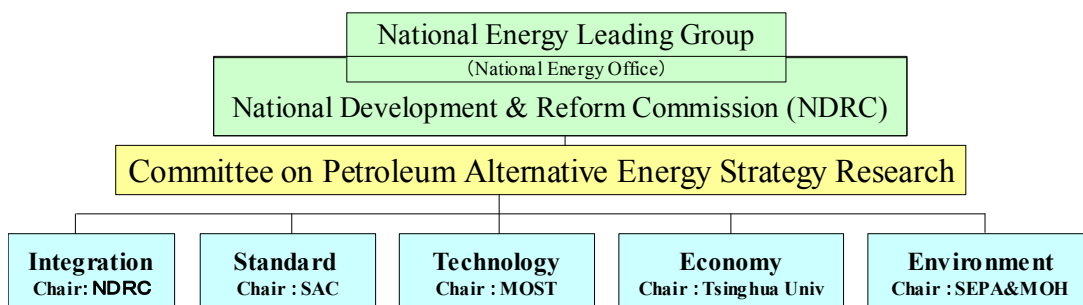 National Energy Leading Group
(National Energy Office)
National Development & Reform Commission (NDRC)
Committee on Petroleum Alternative Energy Strategy Research
Integration
Chair: NDRC
Standard
Chair : SAC
Technology
Chair : MOST
Economy
Chair : Tsinghua Univ
Environment
Chair : SEPA&MOH